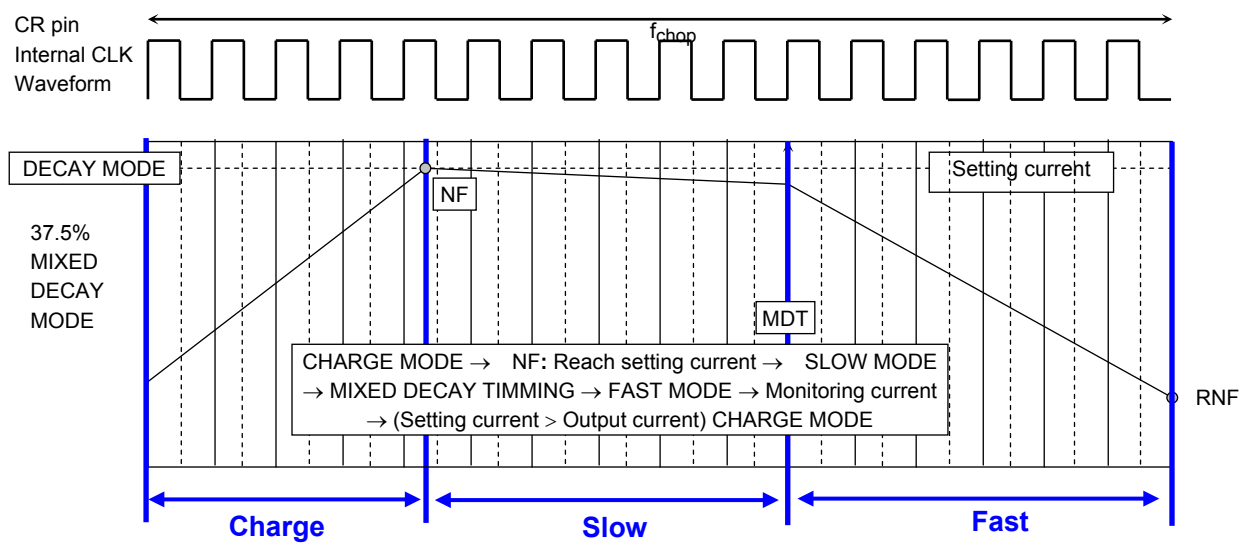 CR pin
Internal CLK
Waveform
fchop
DECAY MODE
Setting current
NF
37.5%
MIXED
DECAY
MODE
MDT
CHARGE MODE → NF: Reach setting current → SLOW MODE
→ MIXED DECAY TIMMING → FAST MODE → Monitoring current
→ (Setting current > Output current) CHARGE MODE
RNF
Charge
Slow
Fast